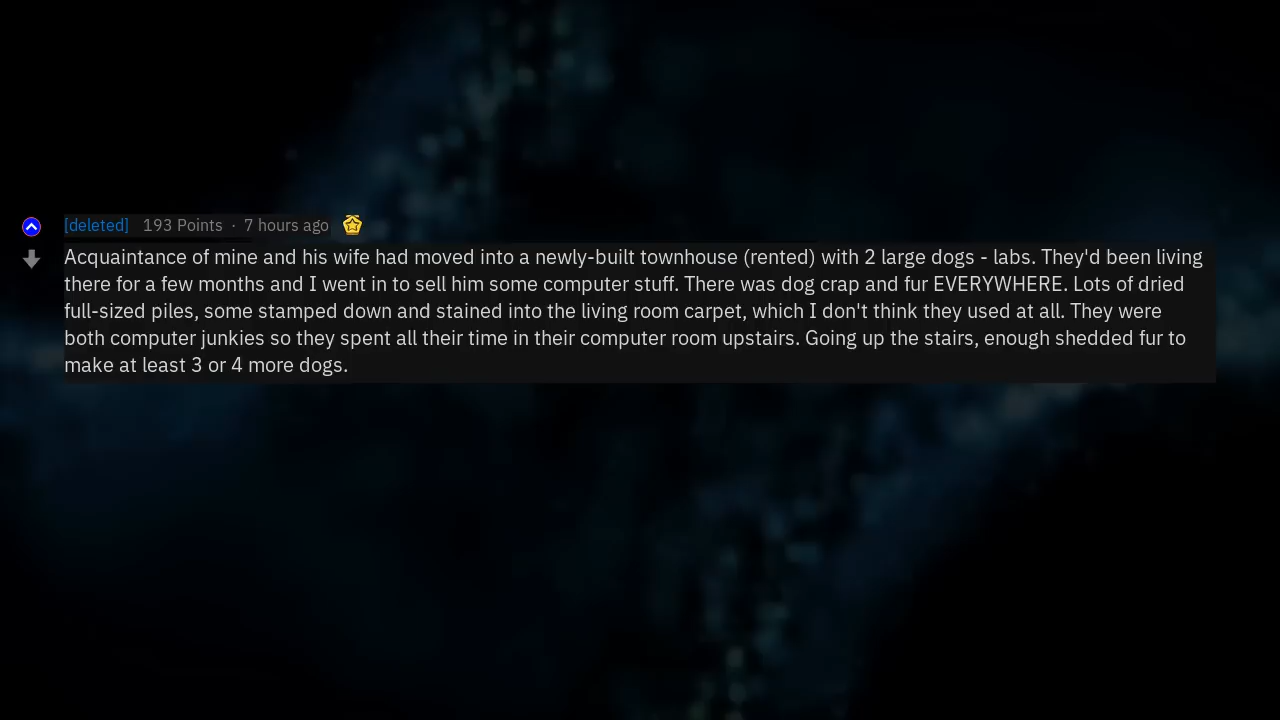 [deleted] 193 Points · 7 hours ago
Acquaintance of mine and his wife had moved into a newly-built townhouse (rented) with 2 large dogs - labs. They'd been living
there for a few months and I went in to sell him some computer stuff. There was dog crap and fur EVERYWHERE. Lots of dried
full-sized piles, some stamped down and stained into the living room carpet, which I don't think they used at all. They were
both computer junkies so they spent all their time in their computer room upstairs. Going up the stairs, enough shedded fur to
make at least 3 or 4 more dogs.